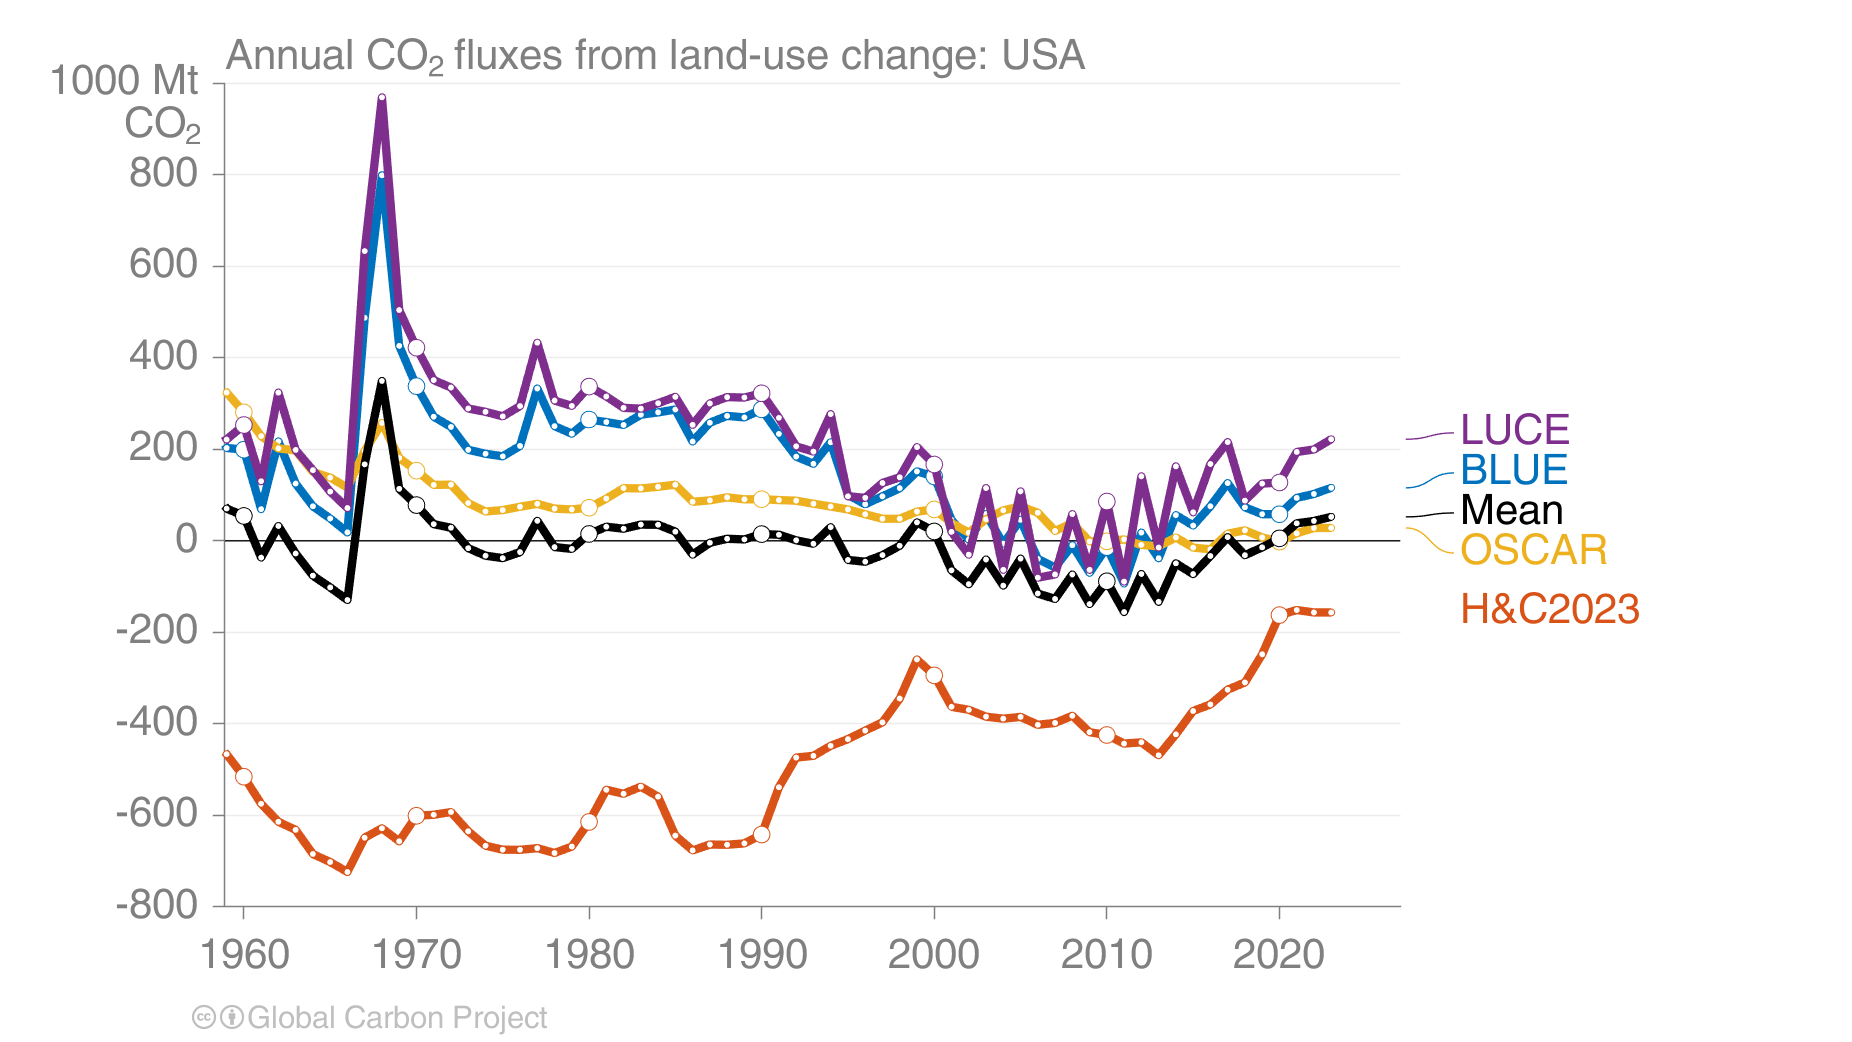 Annual CO₂ fluxes from land-use change: USA
1000 Mt
CO₂
800
600
400
200
0
-200
-400
-600
-800
1960 1970 1980 1990 2000 2010 2020
LUCE
BLUE
Mean
OSCAR
H&C2023
cc Global Carbon Project